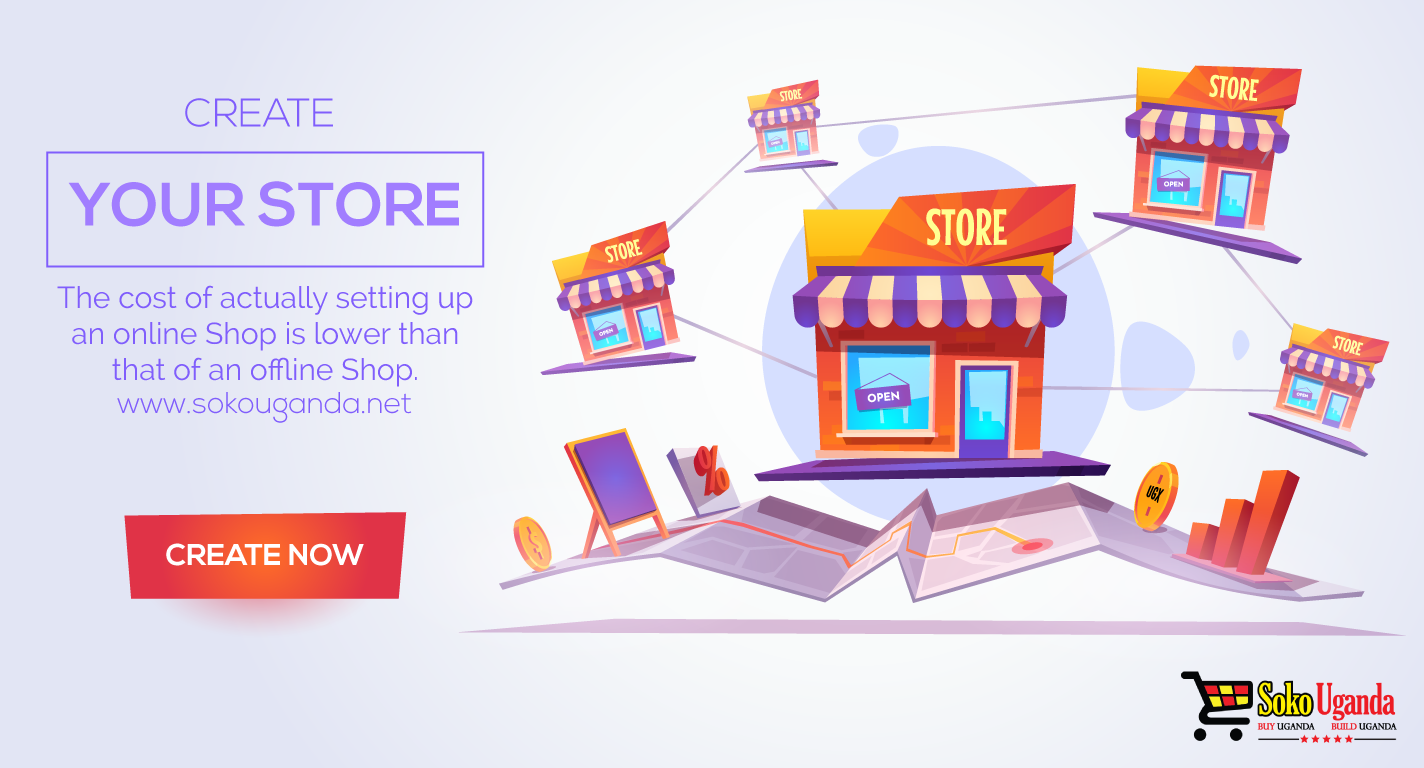 CREATE
YOUR STORE
The cost of actually setting up
an online Shop is lower than
that of an offline Shop.
www.sokouganda.net
CREATE NOW
STORE
OPEN
STORE
OPEN
STORE
OPEN
STORE
OPEN
STORE
OPEN
%
$
UGX
Soko Uganda
BUY UGANDA BUILD UGANDA